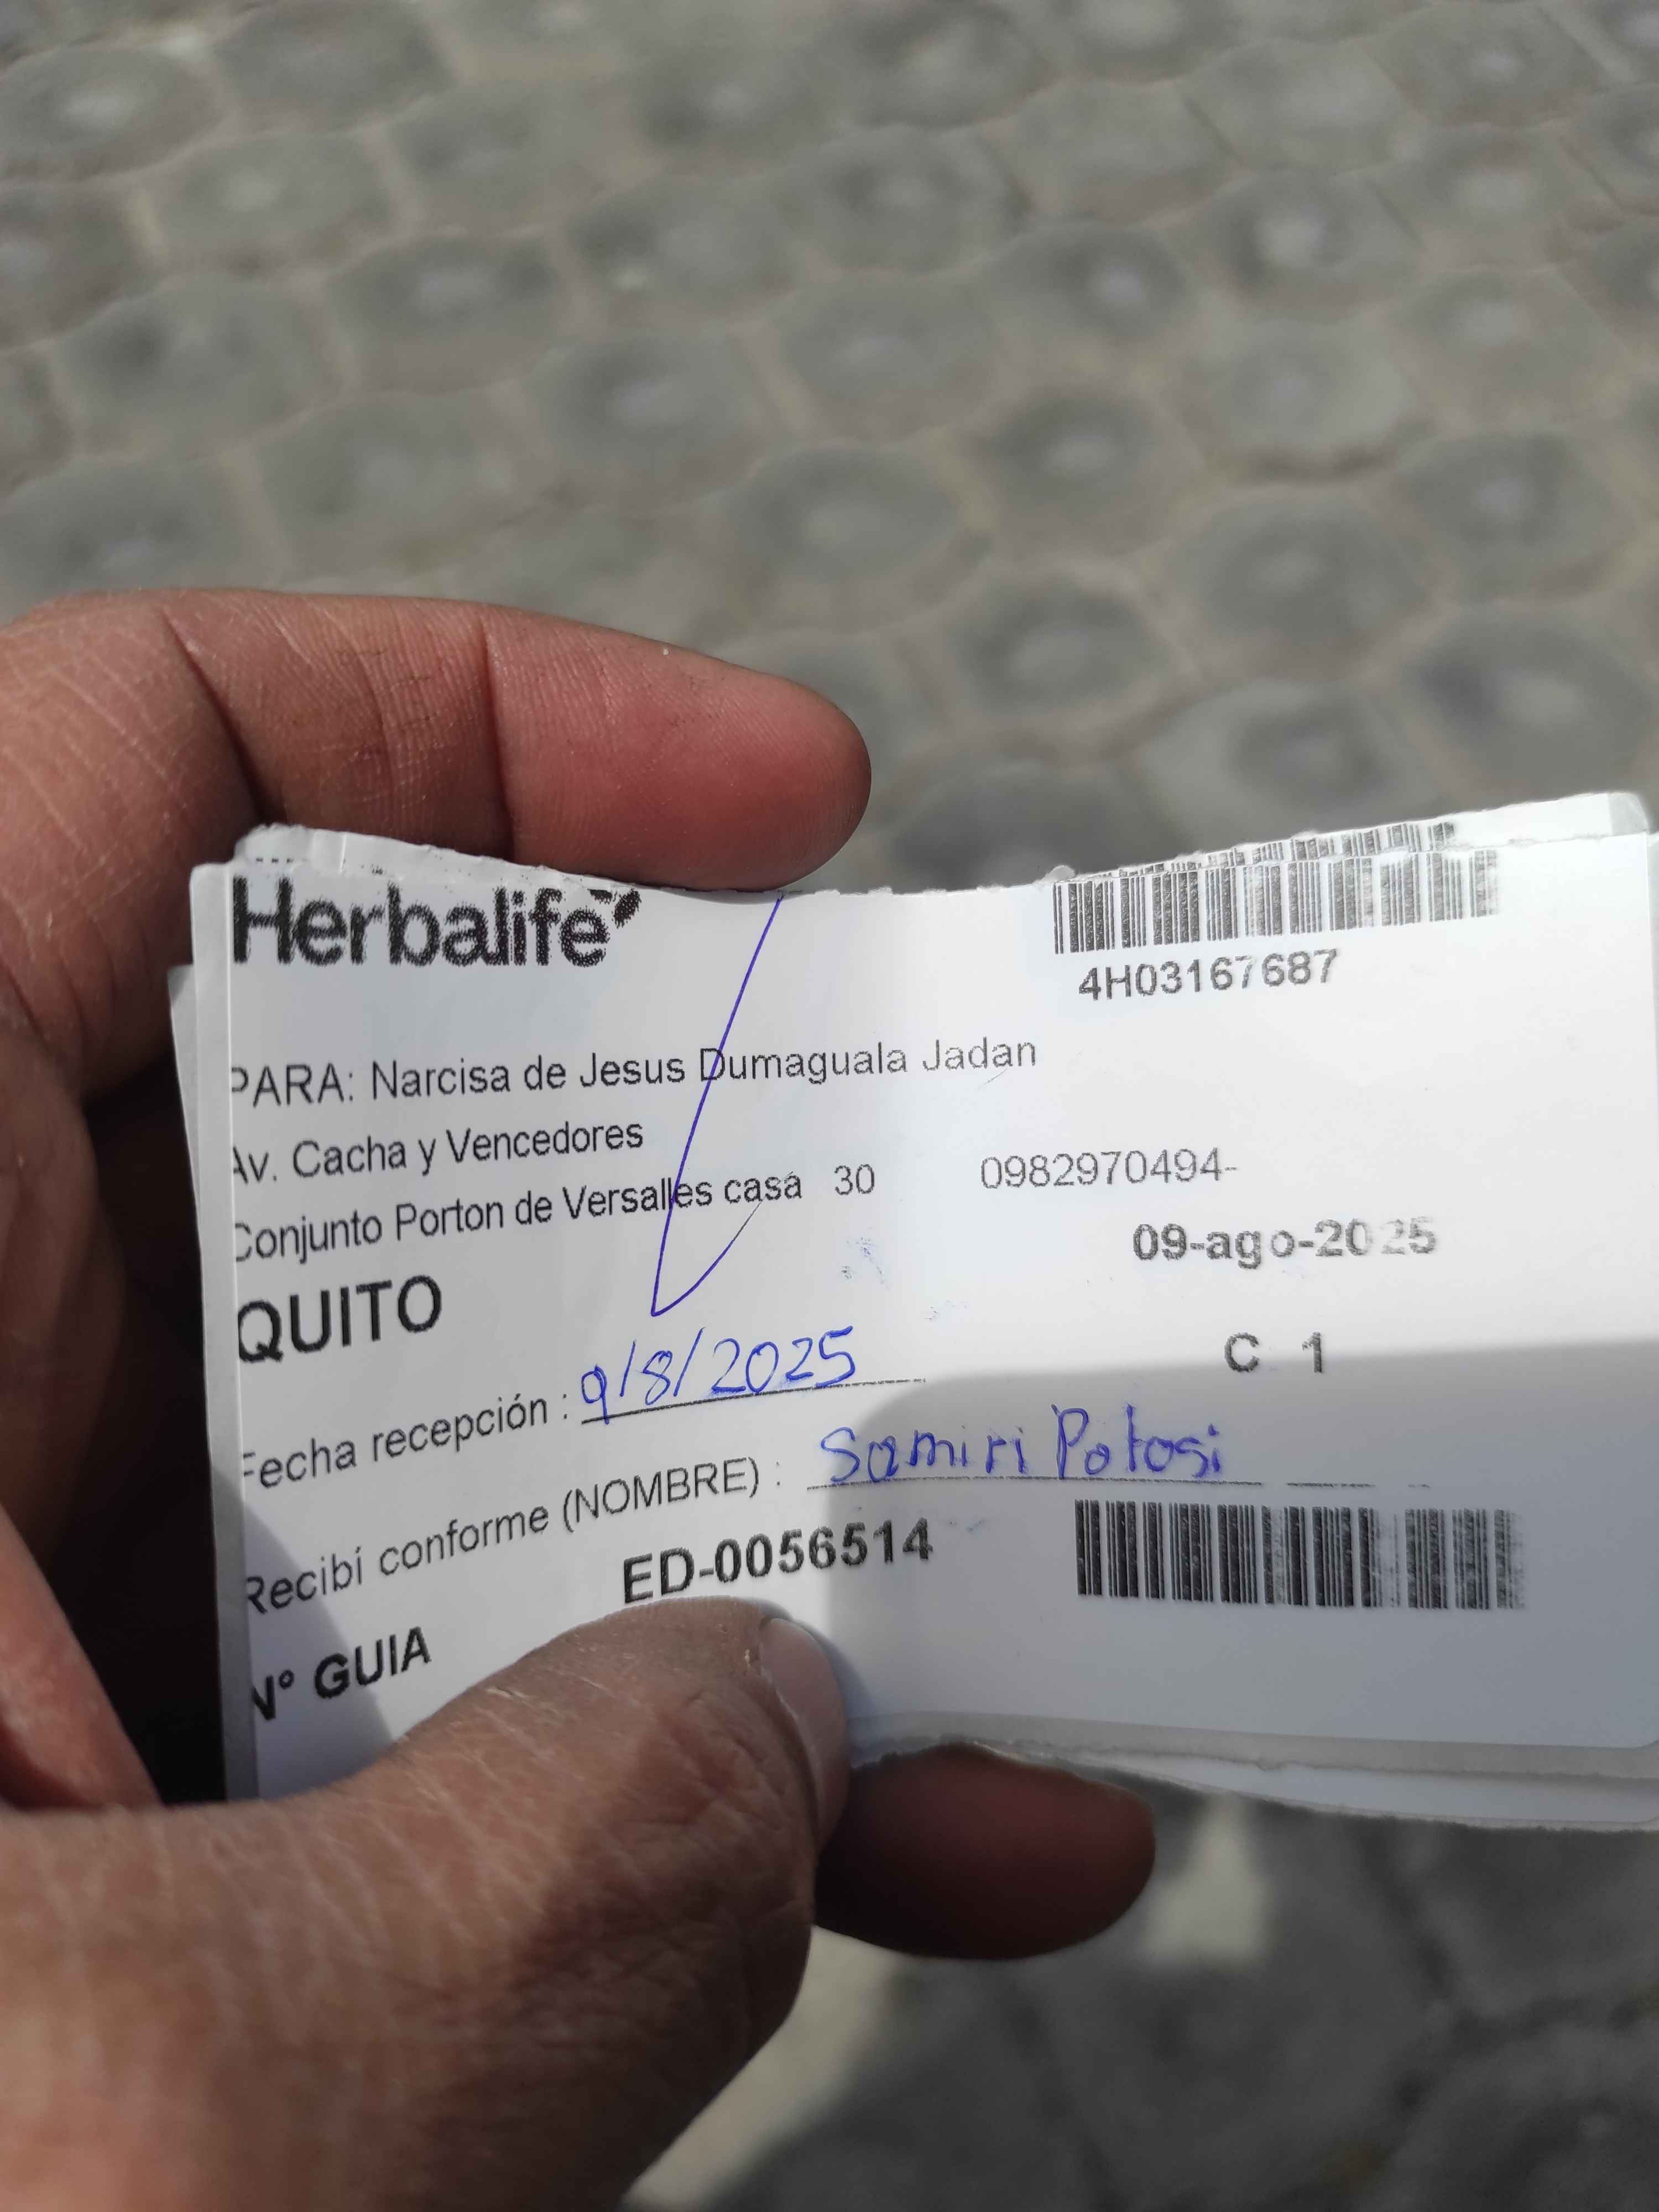 Herbalife
4H03167687
PARA: Narcisa de Jesus Dumaguala Jadan
Av. Cacha y Vencedores
Conjunto Porton de Versalles casa 30 0982970494-
09-ago-2025
QUITO
C 1
Fecha recepción : 9/8/2025
Recibí conforme (NOMBRE) : Samiri Potosi
Nº GUIA ED-0056514